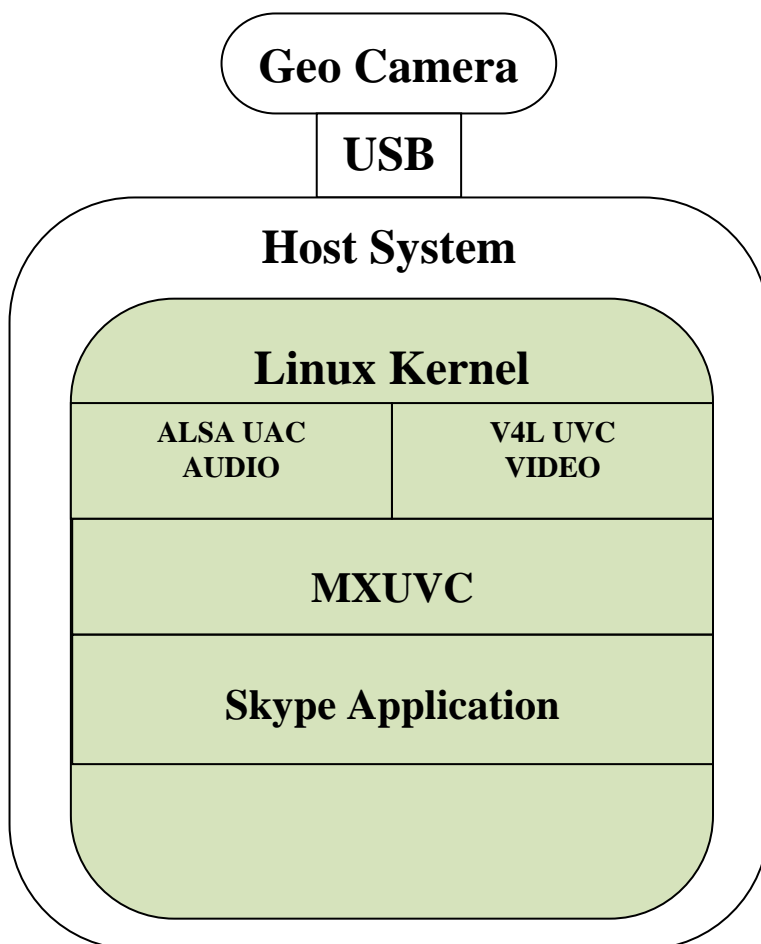 Geo Camera
USB
Host System
Linux Kernel
ALSA UAC
AUDIO
V4L UVC
VIDEO
MXUVC
Skype Application